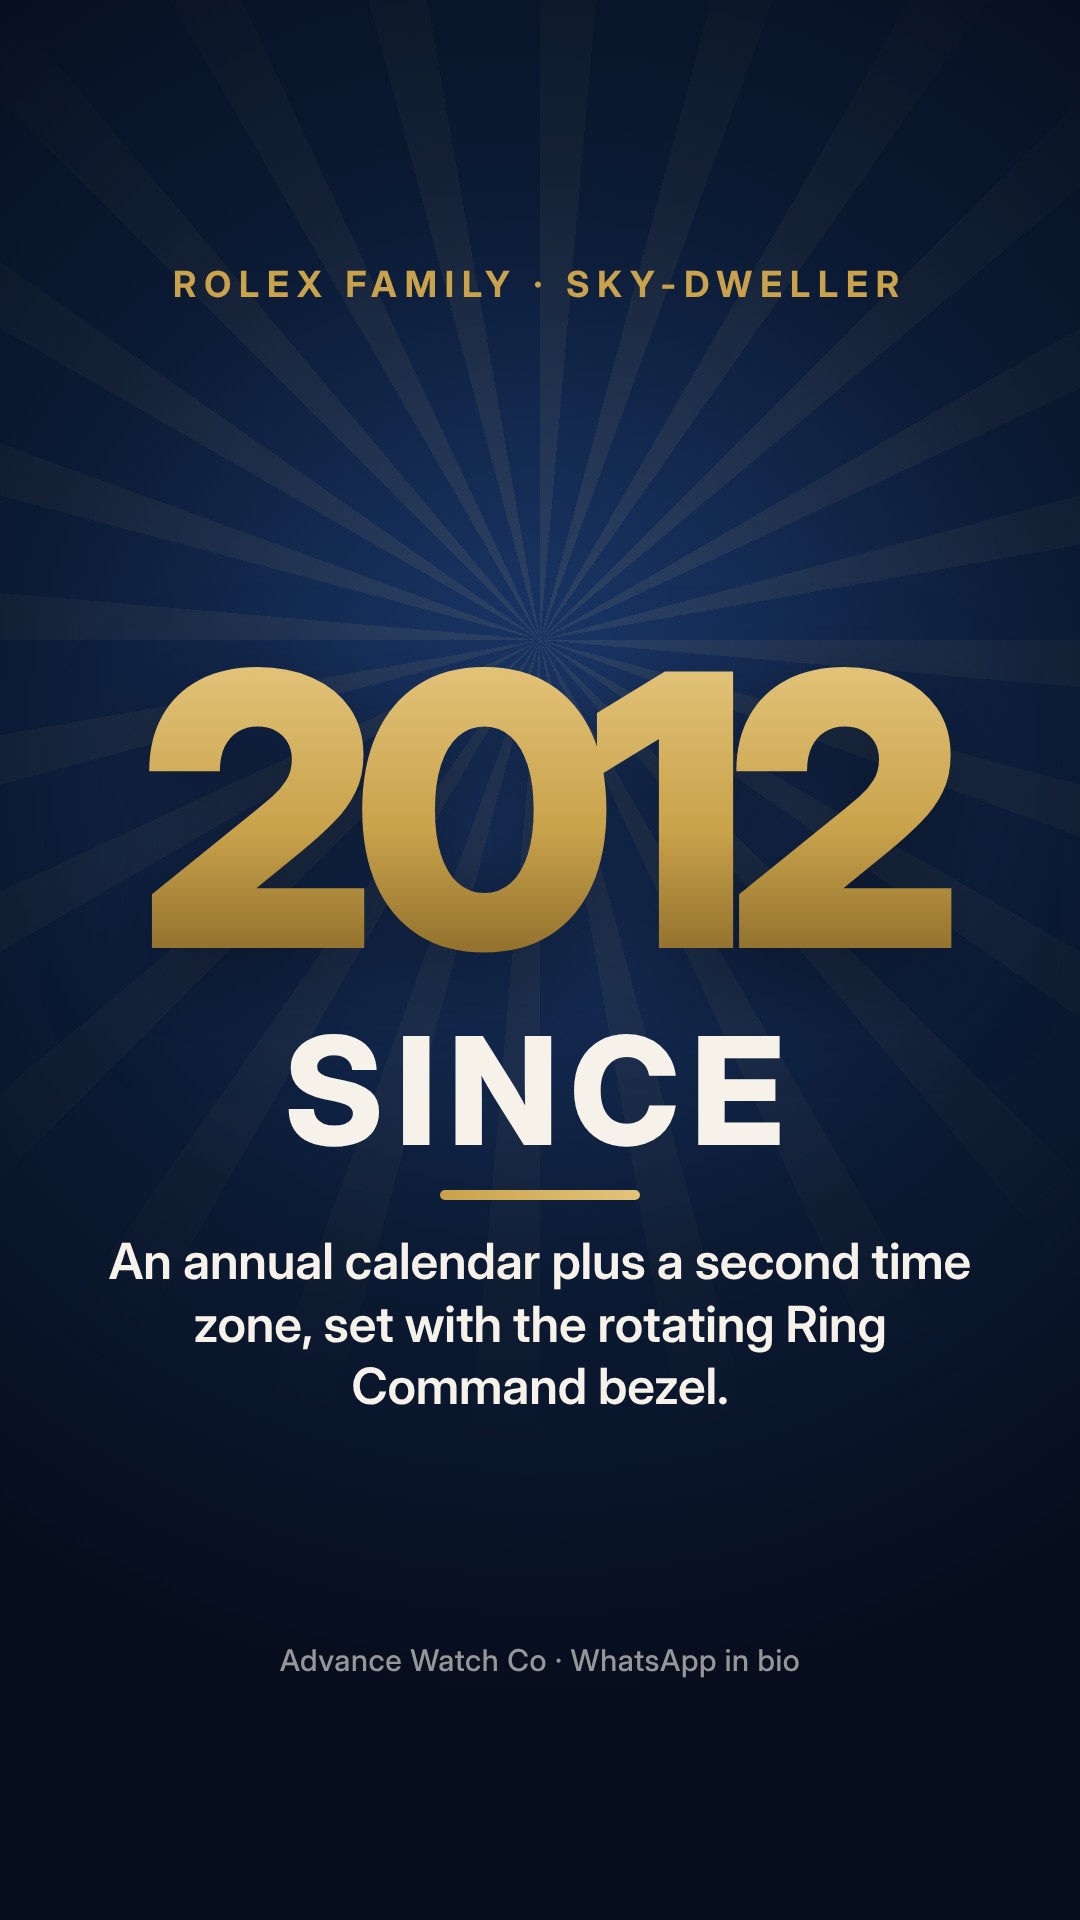 ROLEX FAMILY · SKY-DWELLER
2012
SINCE
An annual calendar plus a second time
zone, set with the rotating Ring
Command bezel.
Advance Watch Co · WhatsApp in bio